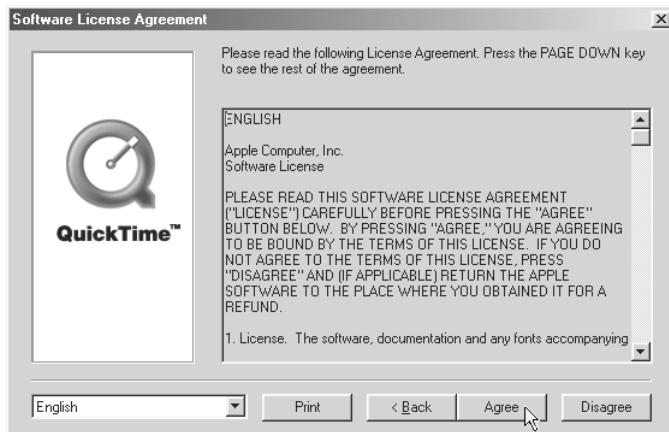 Software License Agreement
Please read the following License Agreement. Press the PAGE DOWN key
to see the rest of the agreement.
QuickTime™
ENGLISH
Apple Computer, Inc.
Software License
PLEASE READ THIS SOFTWARE LICENSE AGREEMENT
("LICENSE") CAREFULLY BEFORE PRESSING THE "AGREE"
BUTTON BELOW.  BY PRESSING "AGREE," YOU ARE AGREEING
TO BE BOUND BY THE TERMS OF THIS LICENSE.  IF YOU DO
NOT AGREE TO THE TERMS OF THIS LICENSE, PRESS
"DISAGREE" AND (IF APPLICABLE) RETURN THE APPLE
SOFTWARE TO THE PLACE WHERE YOU OBTAINED IT FOR A
REFUND.
1. License.  The software, documentation and any fonts accompanying
English
Print
< Back
Agree
Disagree